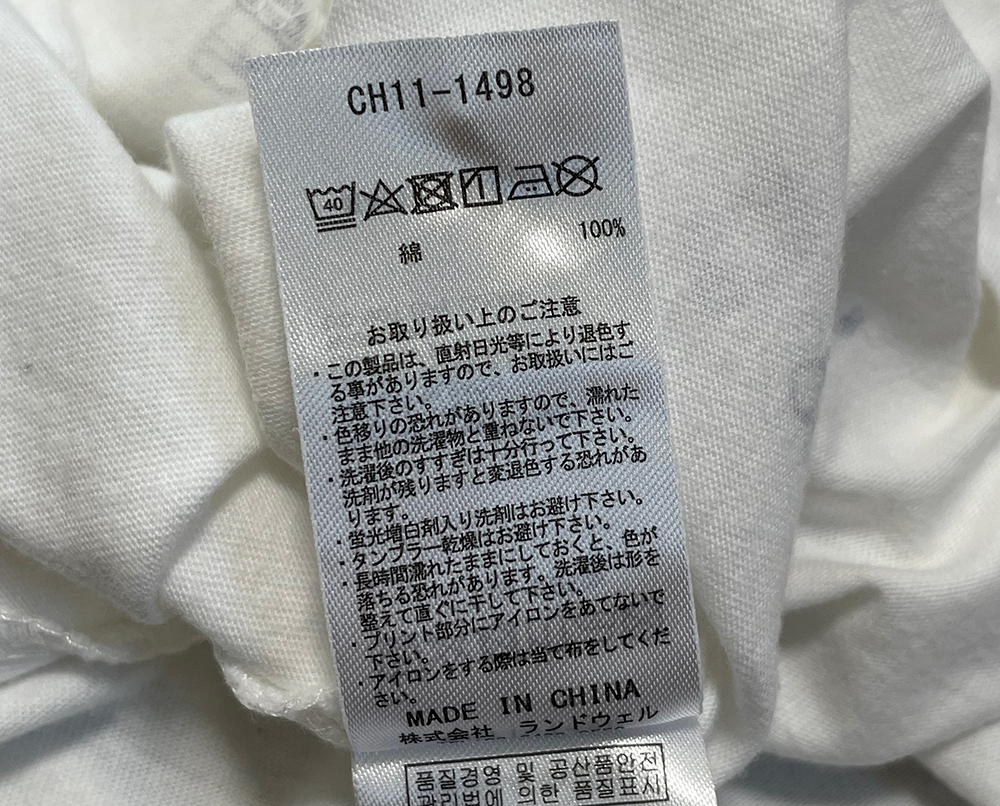 CH11-1498
40
綿 100%
お取り扱い上のご注意
・この製品は、直射日光等により退色す
る事がありますので、お取扱いにはご
注意下さい。
・色移りの恐れがありますので、濡れた
まま他の洗濯物と重ねないで下さい。
・洗濯後のすすぎは十分行って下さい。
洗剤が残りますと変退色する恐れがあ
ります。
・蛍光増白剤入り洗剤はお避け下さい。
・タンブラー乾燥はお避け下さい。
・長時間濡れたままにしておくと、色が
落ちる恐れがあります。洗濯後は形を
整えて直ぐに干して下さい。
・プリント部分にアイロンをあてないで
下さい。
・アイロンをする際は当て布をしてくだ
さい。
MADE IN CHINA
株式会社 ランドウェル
품질경영 및 공산품안전
관리법에 의한 품질표시